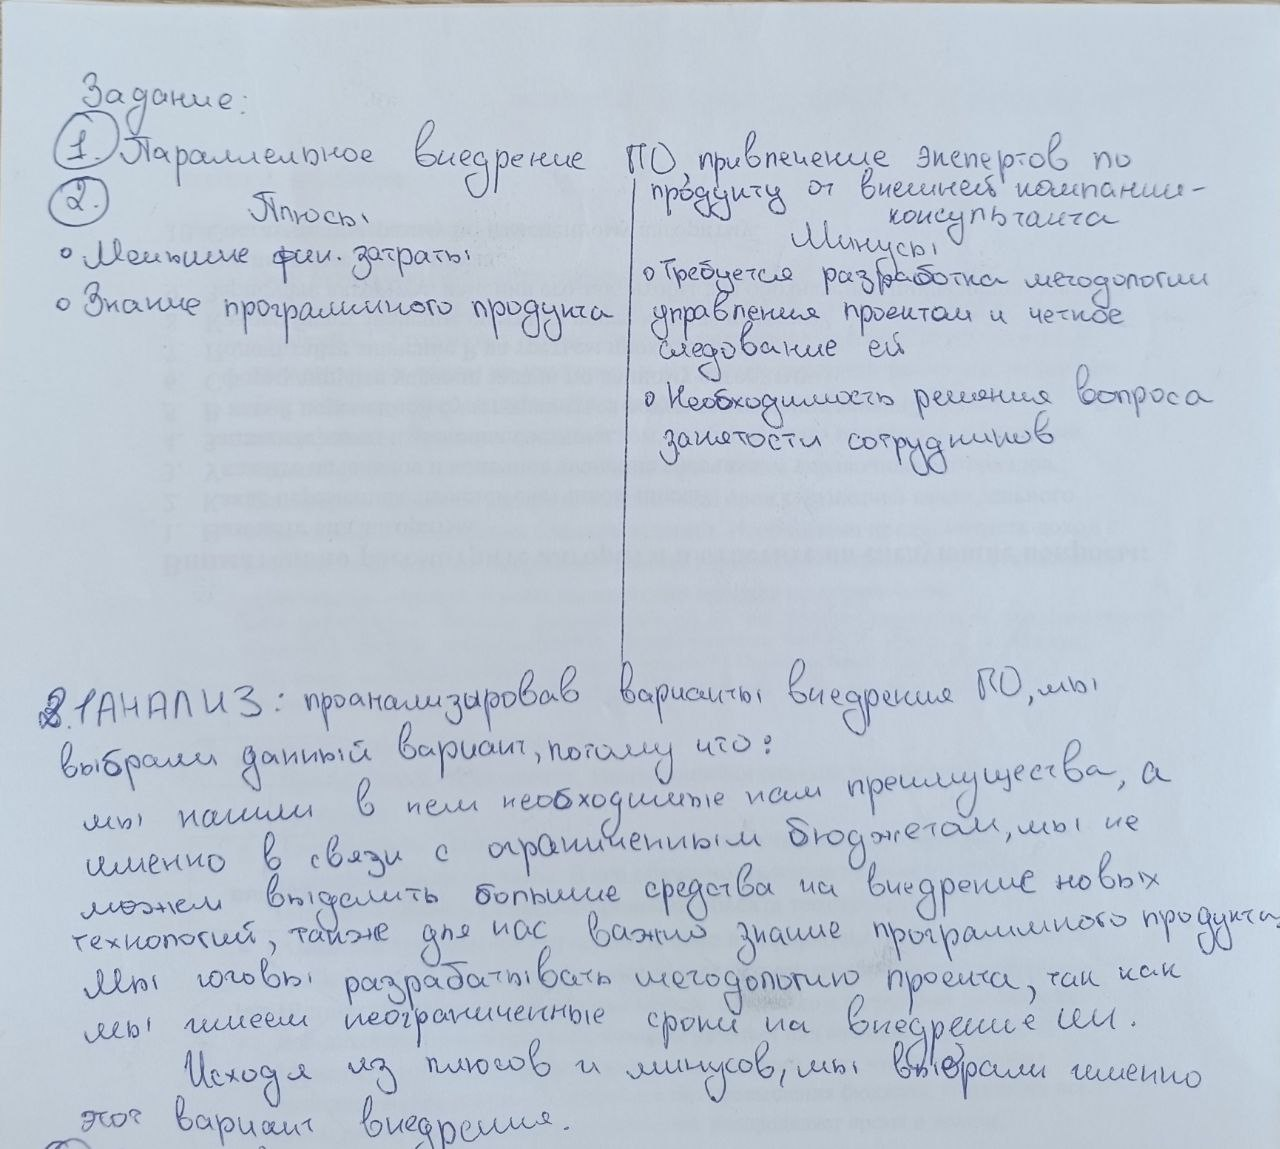 Задание:
1. Параллельное внедрение ПО, привлечение экспертов по
продукту от внешней компании-
консультанта
2.
Плюсы
• Меньшие фин. затраты
• Знание программного продукта
Минусы
• Требуется разработка методологии
управления проектом и четкое
следование ей
• Необходимость решения вопроса
занятости сотрудников
2.1 АНАЛИЗ: проанализыровав варианты внедрения ПО, мы
выбрали данный вариант, потому что:
мы нашли в нем необходимые нам преимущества, а
именно в связи с ограниченным бюджетом, мы не
можем выделить большие средства на внедрение новых
технологий, также для нас важно знание программного продукта.
Мы готовы разрабатывать методологию проекта, так как
мы имеем неограниченные сроки на внедрение ИИ.
Исходя из плюсов и минусов, мы выбрали именно
этот вариант внедрения.